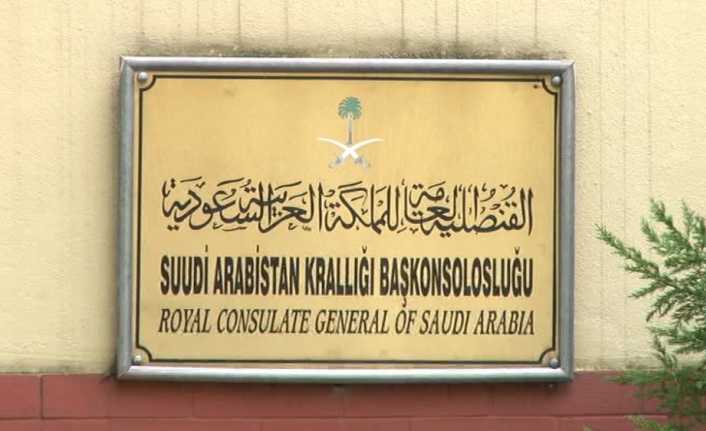 القنصلية العامة للمملكة العربية السعودية
SUUDİ ARABİSTAN KRALLIĞI BAŞKONSOLOSLUĞU
ROYAL CONSULATE GENERAL OF SAUDI ARABIA